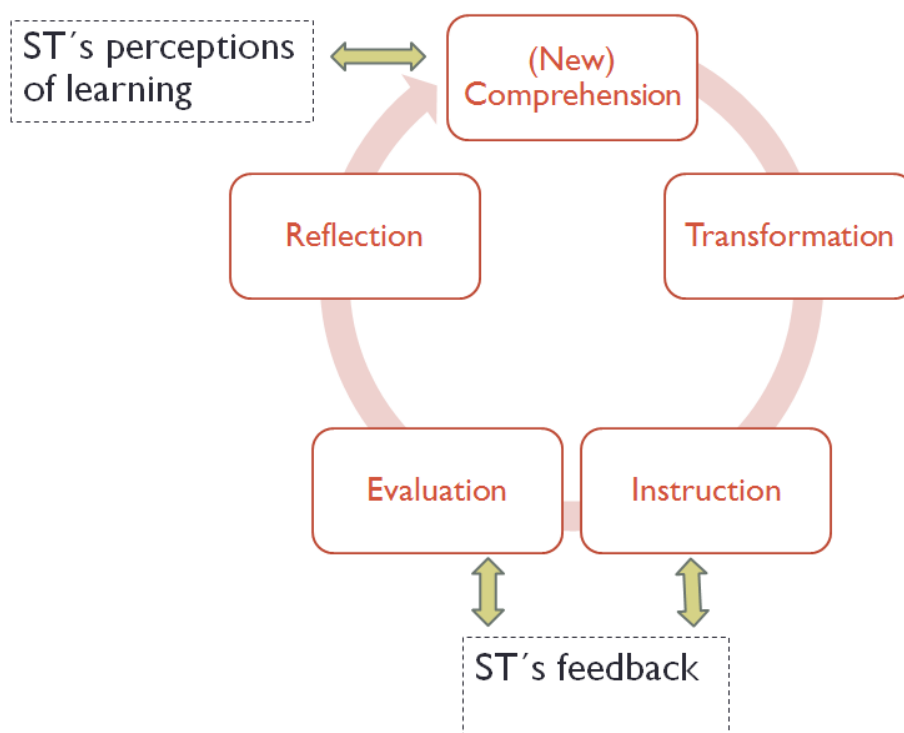 ST´s perceptions
of learning
(New)
Comprehension
Reflection
Transformation
Evaluation
Instruction
ST´s feedback